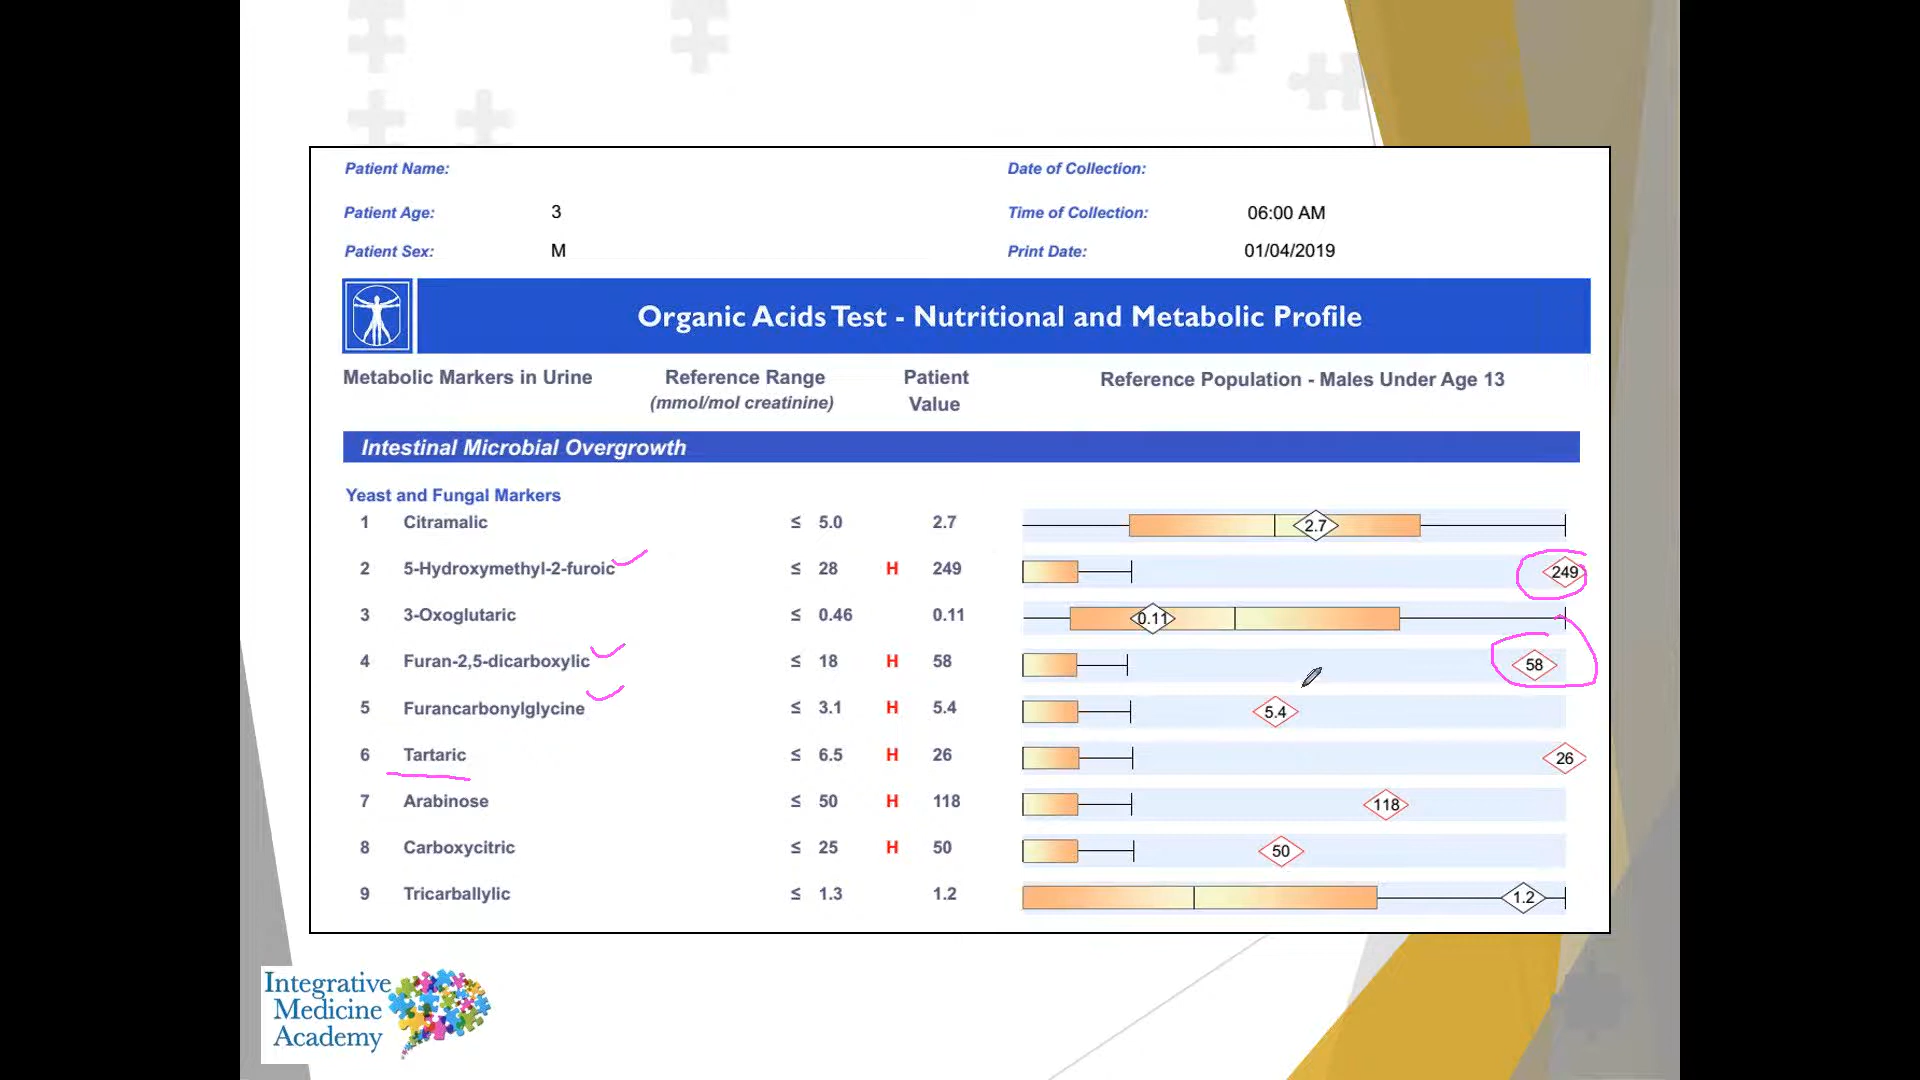 Patient Name: Date of Collection:
Patient Age: 3 Time of Collection: 06:00 AM
Patient Sex: M Print Date: 01/04/2019
Organic Acids Test - Nutritional and Metabolic Profile
Metabolic Markers in Urine Reference Range Patient Reference Population - Males Under Age 13
(mmol/mol creatinine) Value
Intestinal Microbial Overgrowth
Yeast and Fungal Markers
1 Citramalic ≤ 5.0 2.7 2.7
2 5-Hydroxymethyl-2-furoic ≤ 28 H 249 249
3 3-Oxoglutaric ≤ 0.46 0.11 0.11
4 Furan-2,5-dicarboxylic ≤ 18 H 58 58
5 Furancarbonylglycine ≤ 3.1 H 5.4 5.4
6 Tartaric ≤ 6.5 H 26 26
7 Arabinose ≤ 50 H 118 118
8 Carboxycitric ≤ 25 H 50 50
9 Tricarballylic ≤ 1.3 1.2 1.2
Integrative
Medicine
Academy